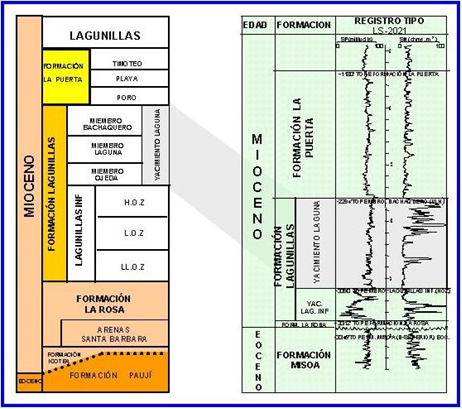 LAGUNILLAS
FORMACIÓN
LA PUERTA
TIMOTEO
PLAYA
PORO
MIOCENO
FORMACIÓN LAGUNILLAS
MIEMBRO
BACHAQUERO
MIEMBRO
LAGUNA
MIEMBRO
OJEDA
YACIMIENTO LAGUNA
LAGUNILLAS INF
H.O.Z
L.O.Z
LL.O.Z
FORMACIÓN
LA ROSA
ARENAS
SANTA BARBARA
FORMACIÓN
ICOTEA
EOCENO
FORMACIÓN PAUJÍ
EDAD
FORMACION
REGISTRO TIPO
LS-2021
MIOCENO
FORMACIÓN LA
PUERTA
FORMACIÓN
LAGUNILLAS
YACIMIENTO LAGUNA
YAC.
LAG. INF
FORM. LA ROSA
EOCENO
FORMACIÓN
MISOA